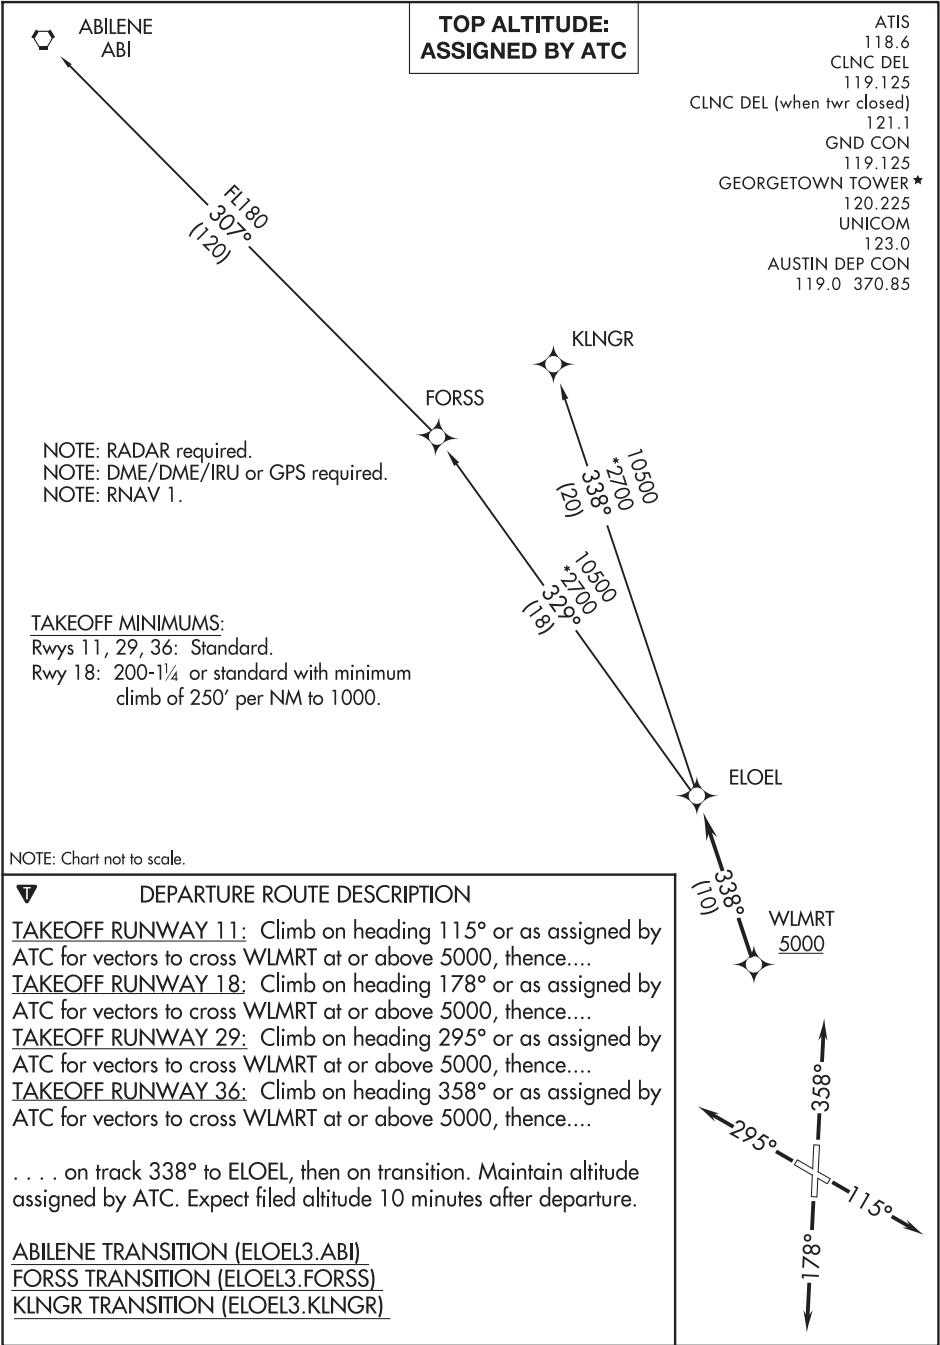 ABILENE
ABI
TOP ALTITUDE:
ASSIGNED BY ATC
ATIS
118.6
CLNC DEL
119.125
CLNC DEL (when twr closed)
121.1
GND CON
119.125
GEORGETOWN TOWER★
120.225
UNICOM
123.0
AUSTIN DEP CON
119.0 370.85
FL180
307°
(120)
KLNGR
FORSS
NOTE: RADAR required.
NOTE: DME/DME/IRU or GPS required.
NOTE: RNAV 1.
10500
*2700
338°
(20)
10500
*2700
329°
(18)
TAKEOFF MINIMUMS:
Rwys 11, 29, 36: Standard.
Rwy 18: 200-1¼ or standard with minimum
climb of 250' per NM to 1000.
ELOEL
NOTE: Chart not to scale.
338°
(10)
WLMRT
5000
T
DEPARTURE ROUTE DESCRIPTION
TAKEOFF RUNWAY 11: Climb on heading 115° or as assigned by
ATC for vectors to cross WLMRT at or above 5000, thence....
TAKEOFF RUNWAY 18: Climb on heading 178° or as assigned by
ATC for vectors to cross WLMRT at or above 5000, thence....
TAKEOFF RUNWAY 29: Climb on heading 295° or as assigned by
ATC for vectors to cross WLMRT at or above 5000, thence....
TAKEOFF RUNWAY 36: Climb on heading 358° or as assigned by
ATC for vectors to cross WLMRT at or above 5000, thence....
. . . . on track 338° to ELOEL, then on transition. Maintain altitude
assigned by ATC. Expect filed altitude 10 minutes after departure.
ABILENE TRANSITION (ELOEL3.ABI)
FORSS TRANSITION (ELOEL3.FORSS)
KLNGR TRANSITION (ELOEL3.KLNGR)
358°
295°
115°
178°